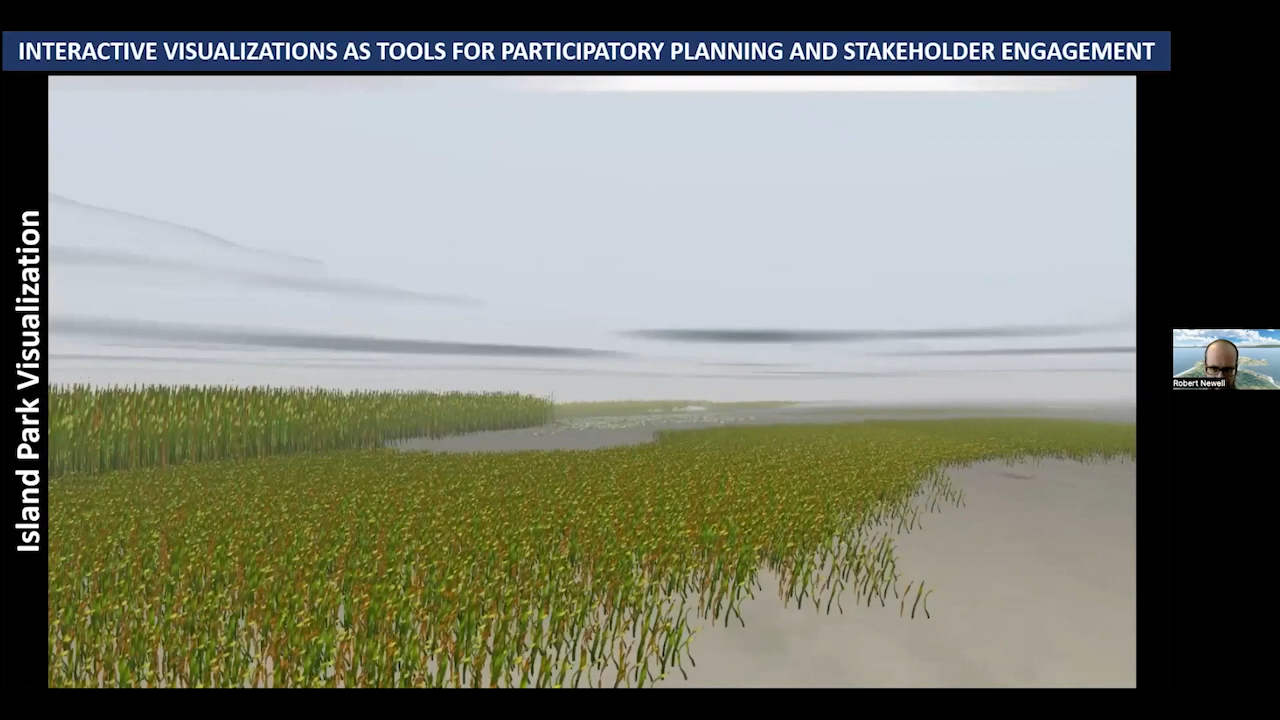 INTERACTIVE VISUALIZATIONS AS TOOLS FOR PARTICIPATORY PLANNING AND STAKEHOLDER ENGAGEMENT
Island Park Visualization
Robert Newell